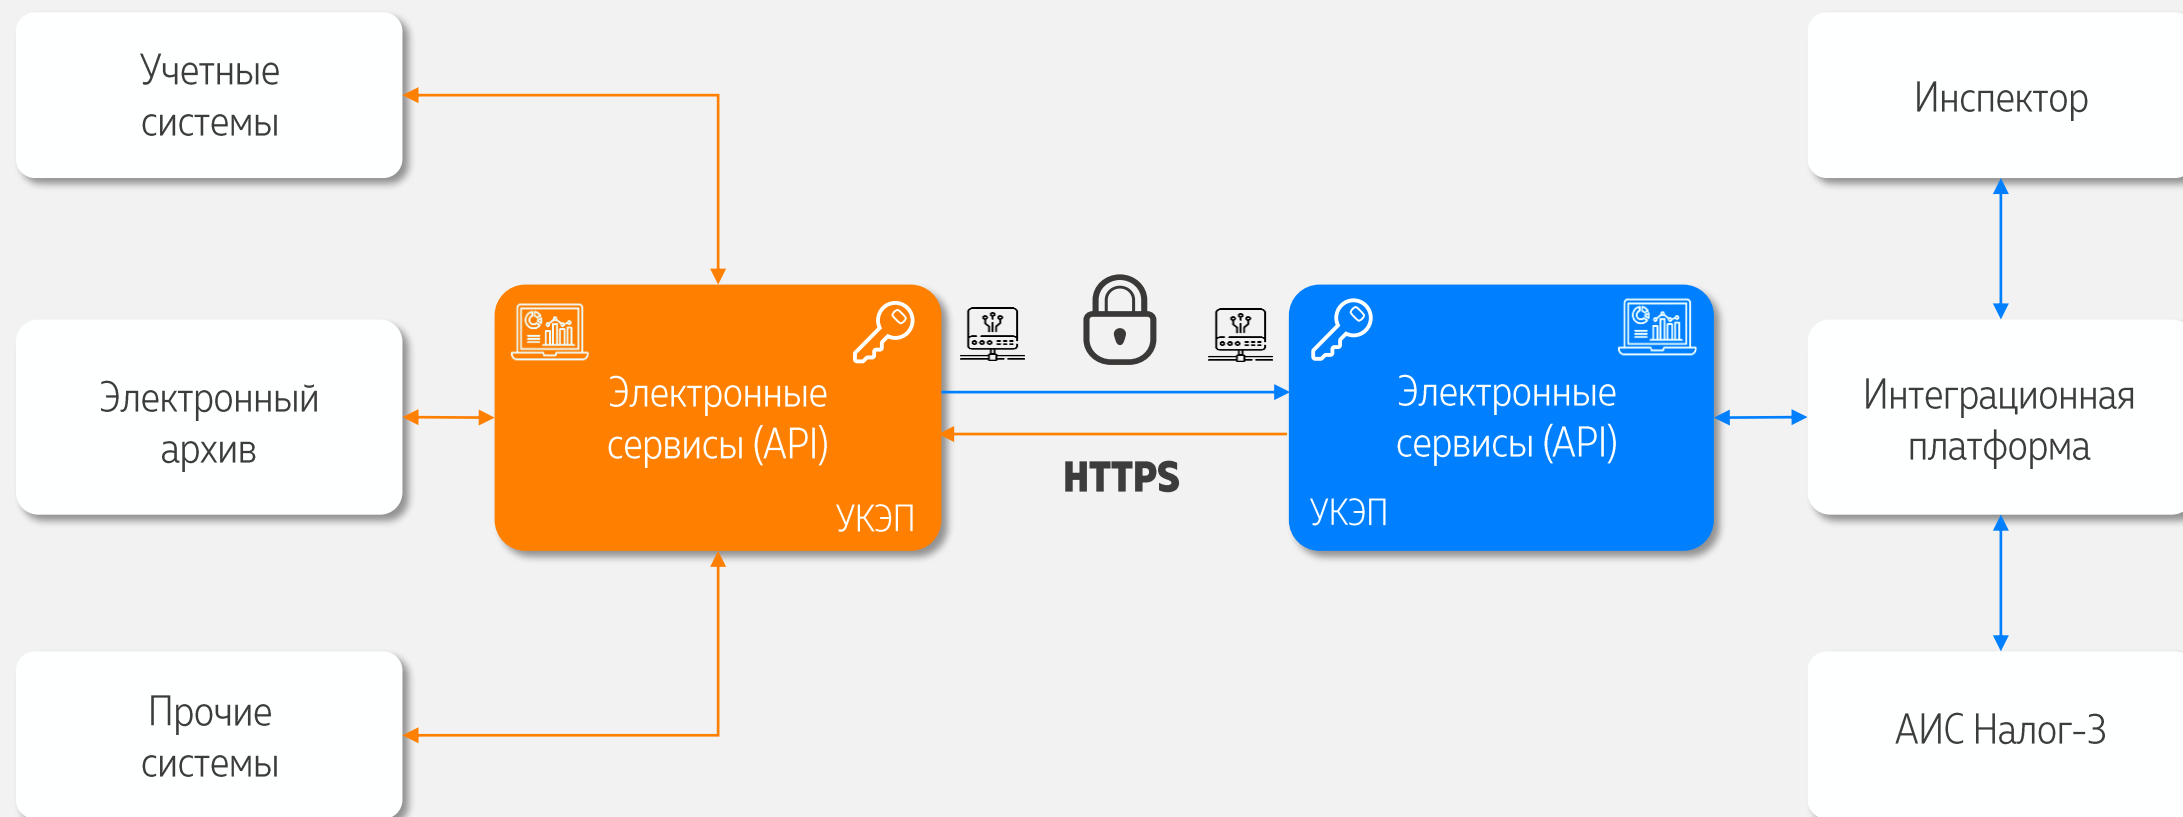 Учетные
системы
Инспектор
Электронный
архив
Электронные
сервисы (API)
УКЭП
HTTPS
Электронные
сервисы (API)
УКЭП
Интеграционная
платформа
Прочие
системы
АИС Налог-3